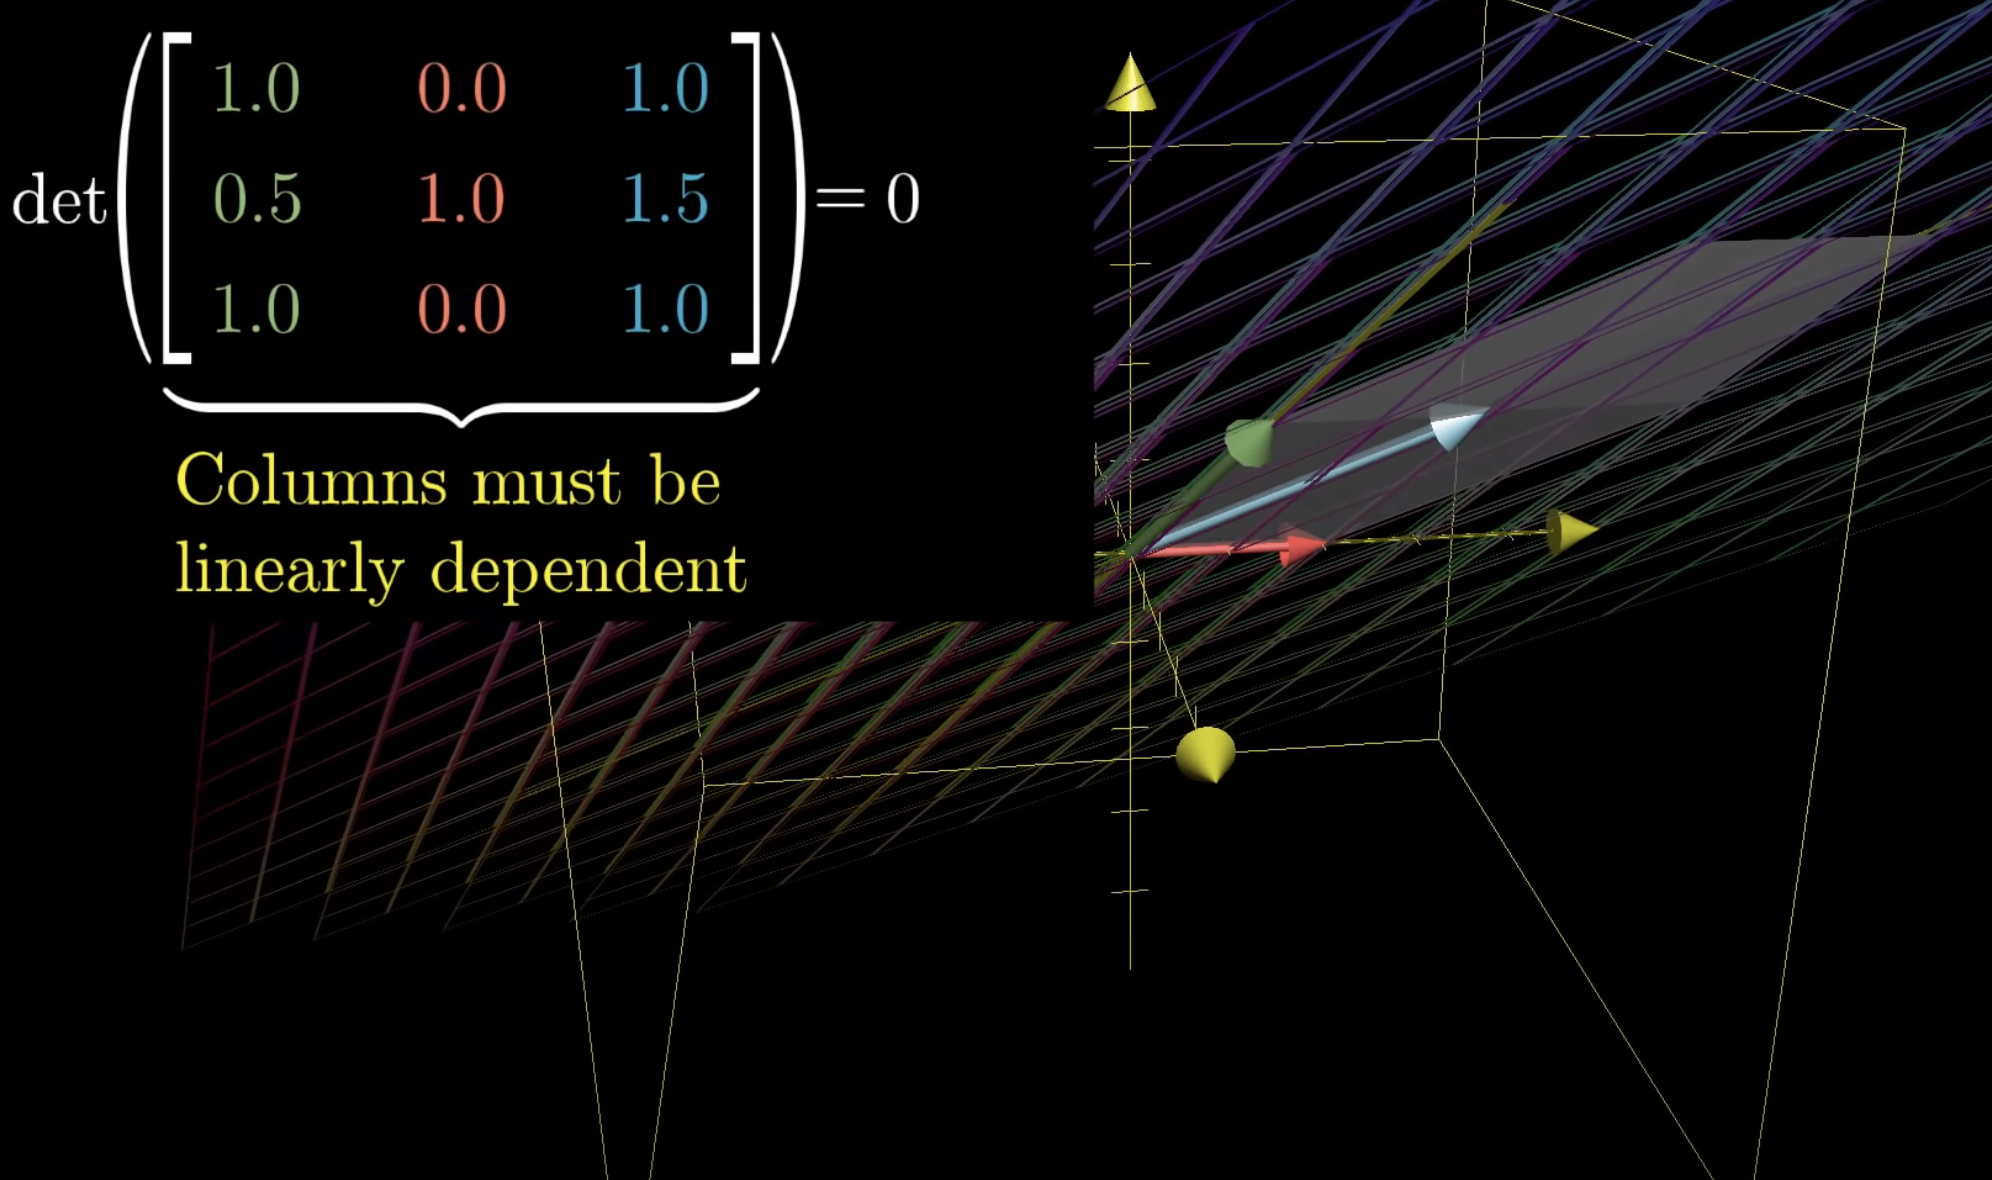 det([1.0 0.0 1.0
0.5 1.0 1.5
1.0 0.0 1.0]) = 0
Columns must be
linearly dependent